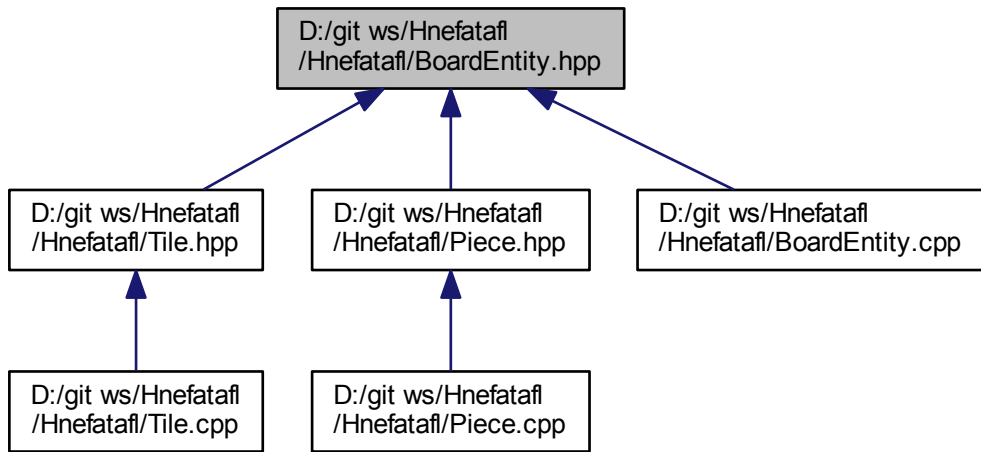 D:/git ws/Hnefatafl
/Hnefatafl/BoardEntity.hpp
D:/git ws/Hnefatafl
/Hnefatafl/Tile.hpp
D:/git ws/Hnefatafl
/Hnefatafl/Piece.hpp
D:/git ws/Hnefatafl
/Hnefatafl/BoardEntity.cpp
D:/git ws/Hnefatafl
/Hnefatafl/Tile.cpp
D:/git ws/Hnefatafl
/Hnefatafl/Piece.cpp